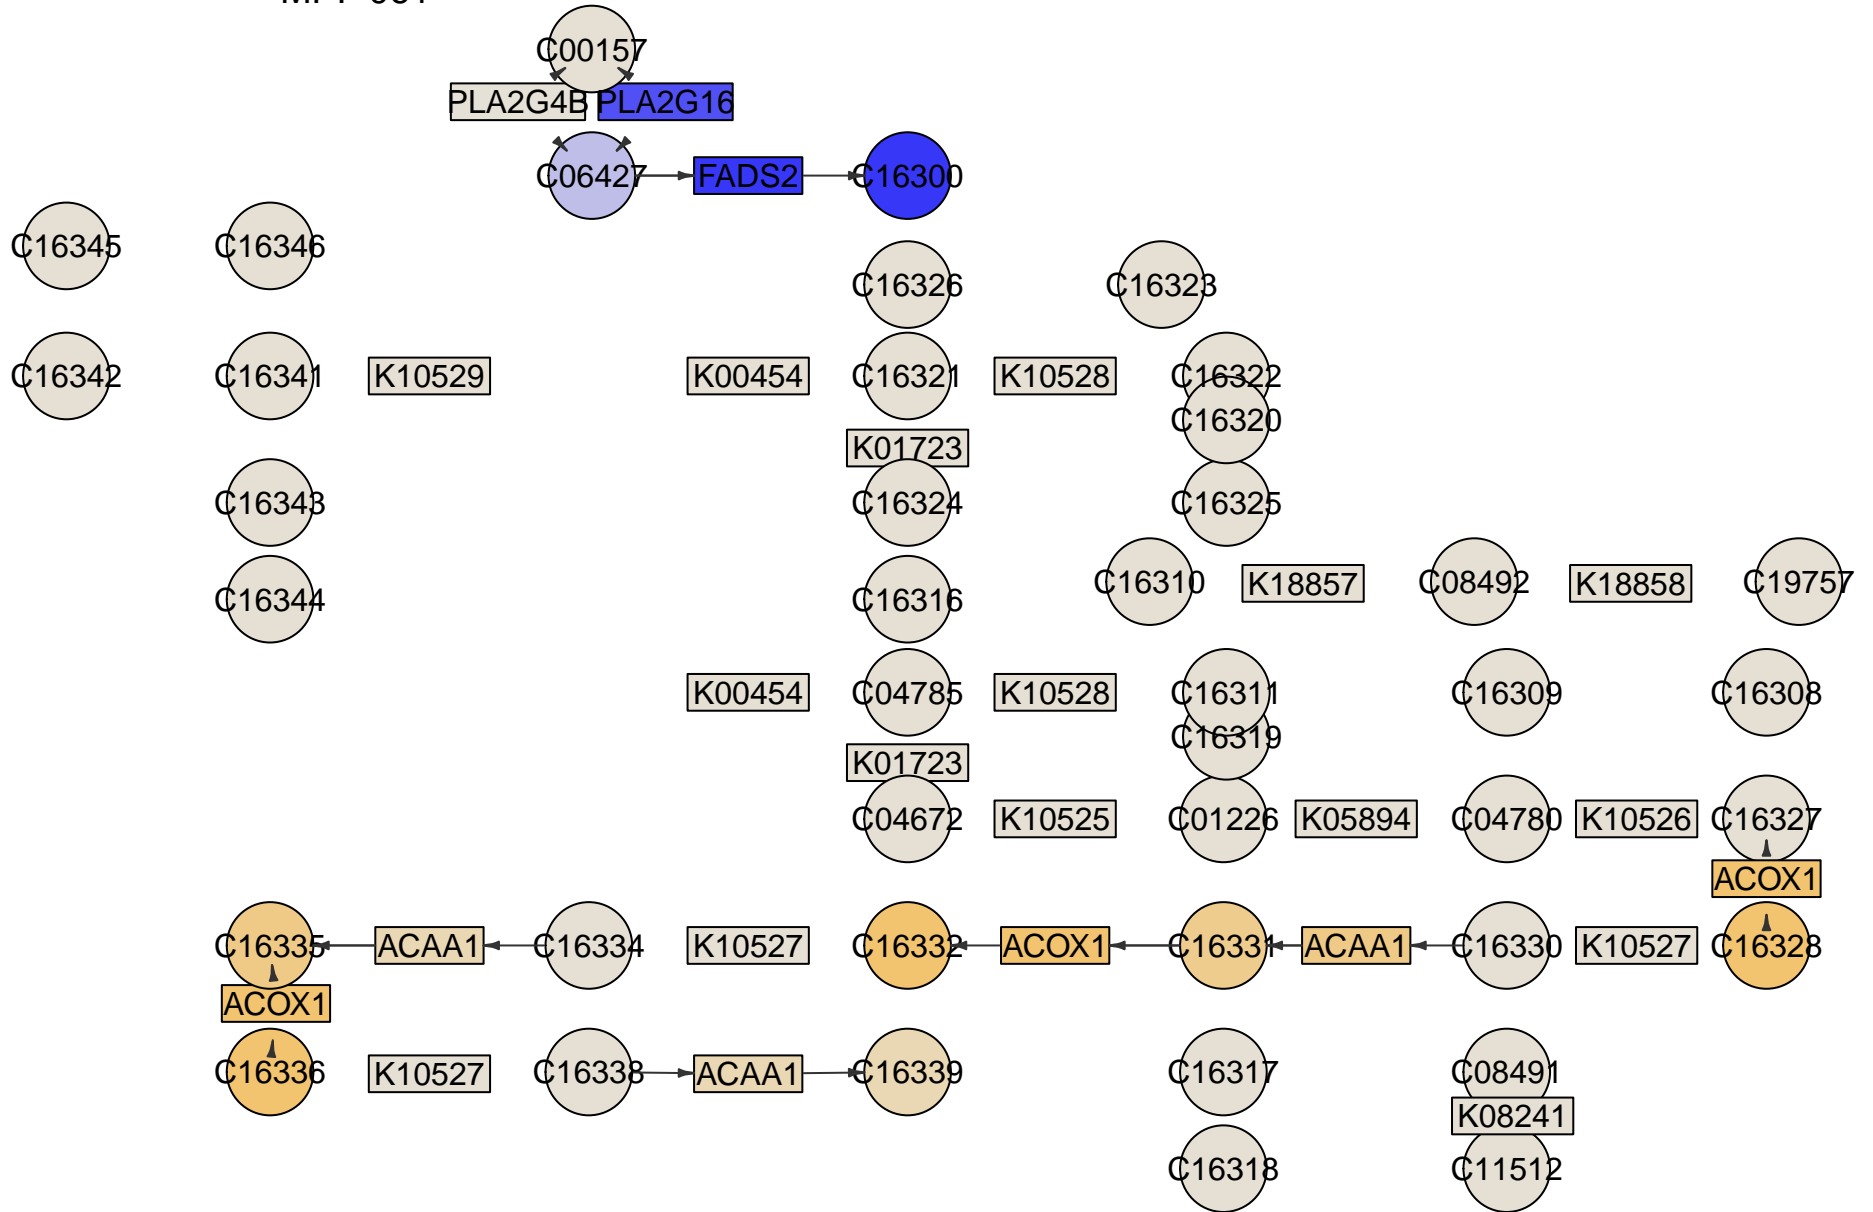 C00157
PLA2G4B PLA2G16
C06427 FADS2 C16300
C16345 C16346
C16326 C16323
C16342 C16341 K10529 K00454 C16321 K10528 C16322
C16320
K01723
C16343 C16324 C16325
C16310 K18857 C08492 K18858 C19757
C16344 C16316
K00454 C04785 K10528 C16311 C16309 C16308
C16319
K01723
C04672 K10525 C01226 K05894 C04780 K10526 C16327
ACOX1
C16335 ACAA1 C16334 K10527 C16332 ACOX1 C16331 ACAA1 C16330 K10527 C16328
ACOX1
C16336 K10527 C16338 ACAA1 C16339 C16317 C08491
K08241
C16318 C11512